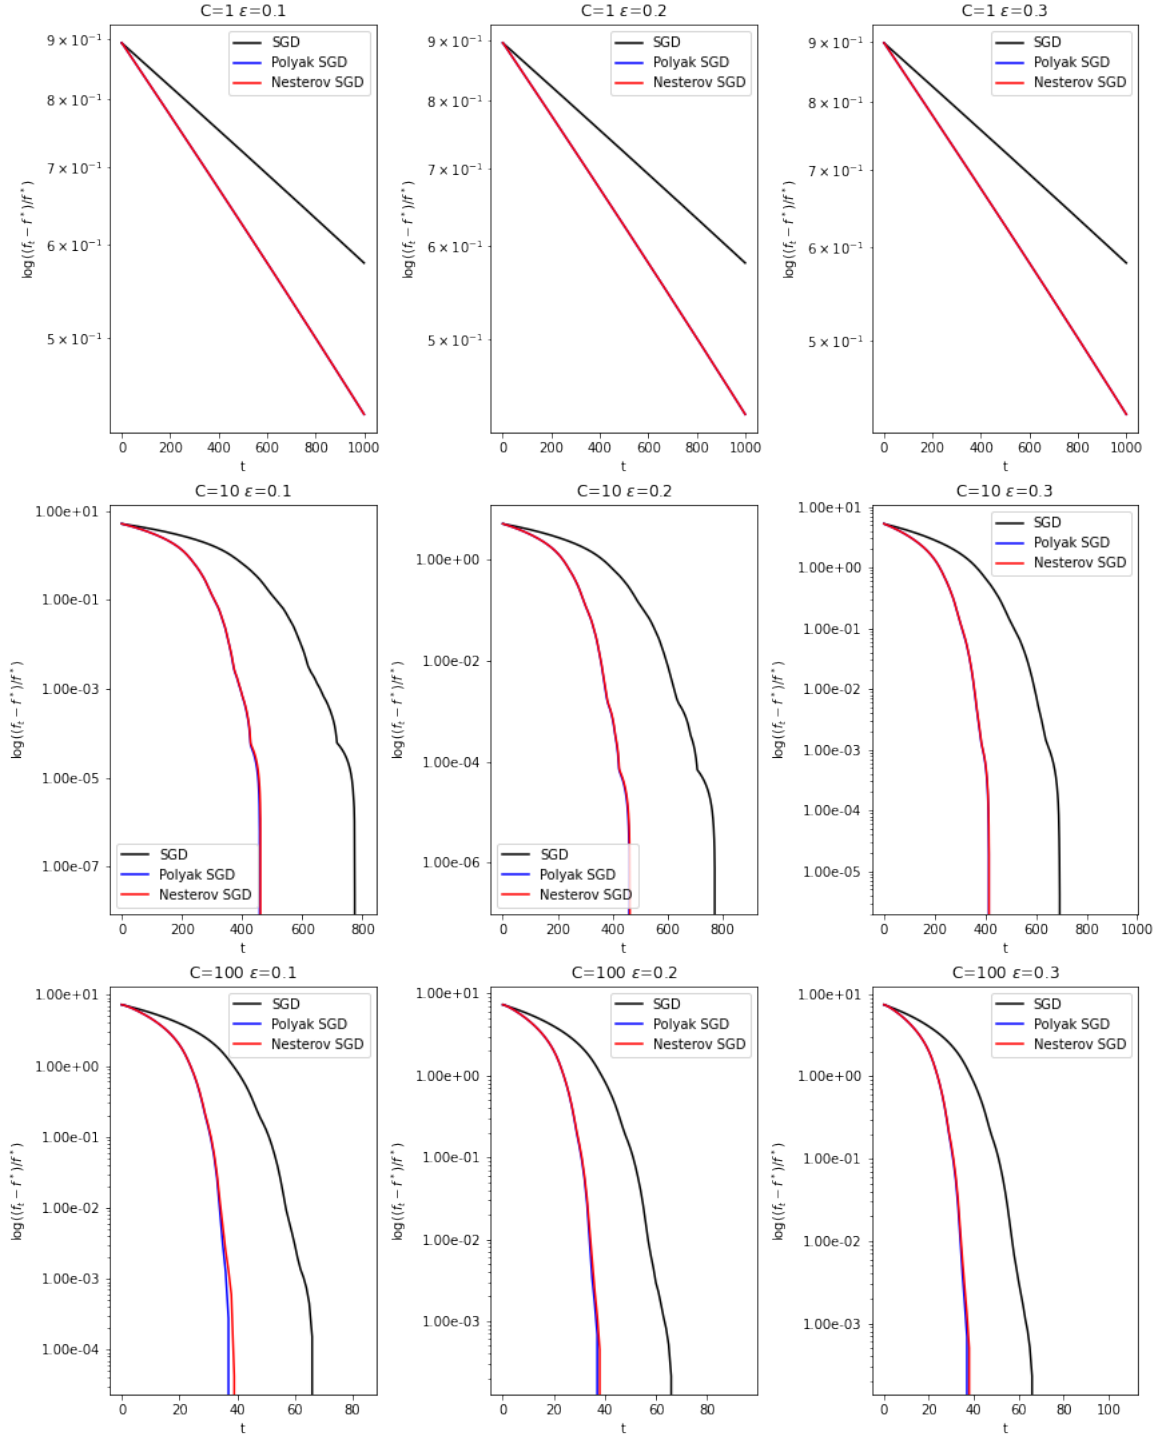 C=1 ε=0.1
9 × 10⁻¹
8 × 10⁻¹
7 × 10⁻¹
6 × 10⁻¹
5 × 10⁻¹
log((f_t − f*)/f*)
SGD
Polyak SGD
Nesterov SGD
0 200 400 600 800 1000
t
C=1 ε=0.2
9 × 10⁻¹
8 × 10⁻¹
7 × 10⁻¹
6 × 10⁻¹
5 × 10⁻¹
log((f_t − f*)/f*)
SGD
Polyak SGD
Nesterov SGD
0 200 400 600 800 1000
t
C=1 ε=0.3
9 × 10⁻¹
8 × 10⁻¹
7 × 10⁻¹
6 × 10⁻¹
5 × 10⁻¹
log((f_t − f*)/f*)
SGD
Polyak SGD
Nesterov SGD
0 200 400 600 800 1000
t
C=10 ε=0.1
1.00e+01
1.00e-01
1.00e-03
1.00e-05
1.00e-07
log((f_t − f*)/f*)
SGD
Polyak SGD
Nesterov SGD
0 200 400 600 800
t
C=10 ε=0.2
1.00e+00
1.00e-02
1.00e-04
1.00e-06
log((f_t − f*)/f*)
SGD
Polyak SGD
Nesterov SGD
0 200 400 600 800
t
C=10 ε=0.3
1.00e+01
1.00e+00
1.00e-01
1.00e-02
1.00e-03
1.00e-04
1.00e-05
log((f_t − f*)/f*)
SGD
Polyak SGD
Nesterov SGD
0 200 400 600 800 1000
t
C=100 ε=0.1
1.00e+01
1.00e+00
1.00e-01
1.00e-02
1.00e-03
1.00e-04
log((f_t − f*)/f*)
SGD
Polyak SGD
Nesterov SGD
0 20 40 60 80
t
C=100 ε=0.2
1.00e+01
1.00e+00
1.00e-01
1.00e-02
1.00e-03
log((f_t − f*)/f*)
SGD
Polyak SGD
Nesterov SGD
0 20 40 60 80
t
C=100 ε=0.3
1.00e+01
1.00e+00
1.00e-01
1.00e-02
1.00e-03
log((f_t − f*)/f*)
SGD
Polyak SGD
Nesterov SGD
0 20 40 60 80 100
t